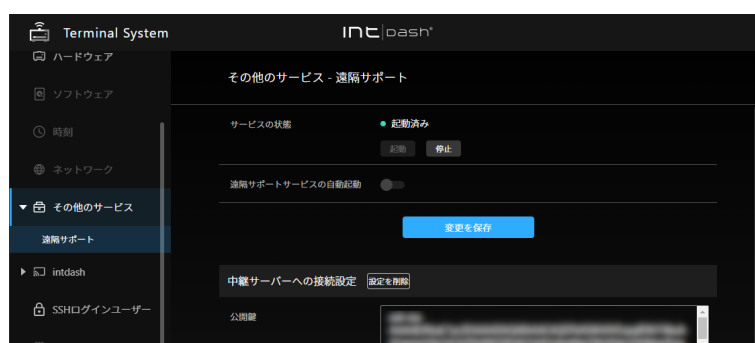 Terminal System
intdash
ハードウェア
ソフトウェア
時刻
ネットワーク
その他のサービス
遠隔サポート
intdash
SSHログインユーザー
その他のサービス - 遠隔サポート
サービスの状態
起動済み
起動 停止
遠隔サポートサービスの自動起動
変更を保存
中継サーバーへの接続設定 設定を削除
公開鍵